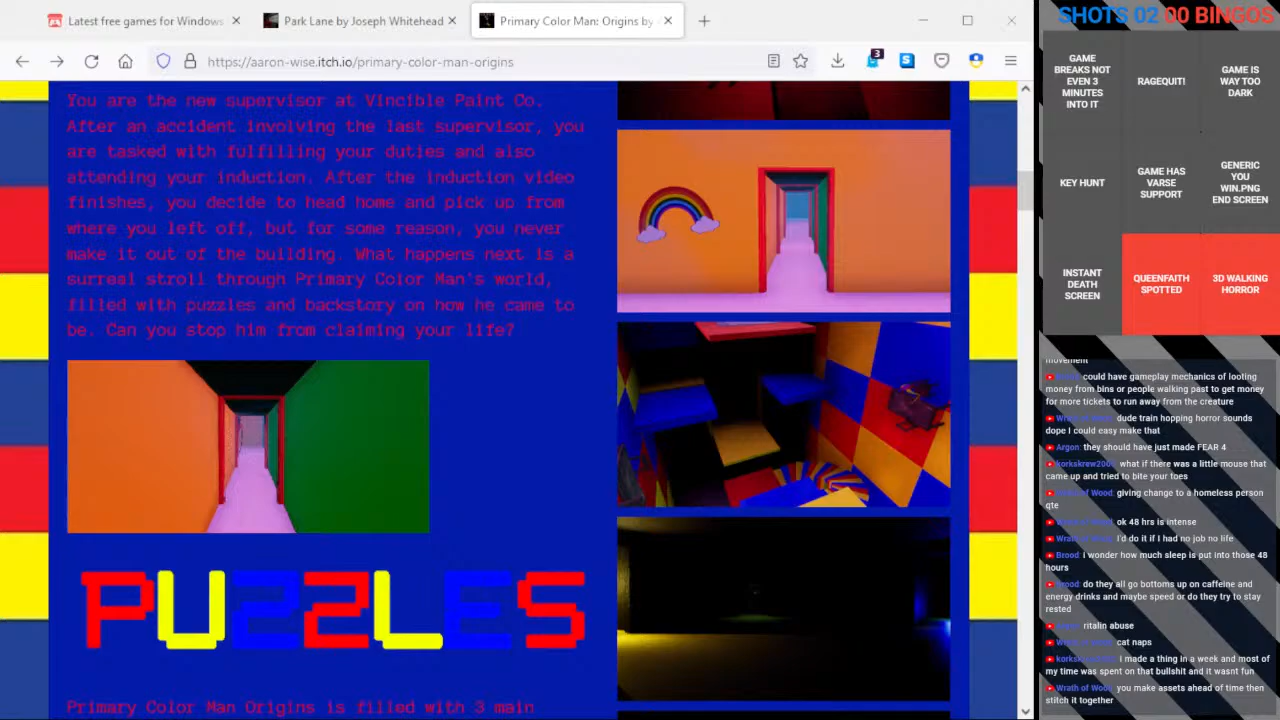 Latest free games for Windows
Park Lane by Joseph Whitehead
Primary Color Man: Origins by
https://aaron-wise.itch.io/primary-color-man-origins
3
You are the new supervisor at Vincible Paint Co.
After an accident involving the last supervisor, you
are tasked with fulfilling your duties and also
attending your induction. After the induction video
finishes, you decide to head home and pick up from
where you left off, but for some reason, you never
make it out of the building. What happens next is a
surreal stroll through Primary Color Man's world,
filled with puzzles and backstory on how he came to
be. Can you stop him from claiming your life?
PUZZLES
Primary Color Man Origins is filled with 3 main
SHOTS 02 00 BINGOS
GAME
BREAKS NOT
EVEN 3
MINUTES
INTO IT
RAGEQUIT!
GAME IS
WAY TOO
DARK
KEY HUNT
GAME HAS
VARSE
SUPPORT
GENERIC
YOU
WIN.PNG
END SCREEN
INSTANT
DEATH
SCREEN
QUEENFAITH
SPOTTED
3D WALKING
HORROR
movement
could have gameplay mechanics of looting
money from bins or people walking past to get money
for more tickets to run away from the creature
dude train hopping horror sounds
dope I could easy make that
Argon: they should have just made FEAR 4
what if there was a little mouse that
came up and tried to bite your toes
giving change to a homeless person
qte
ok 48 hrs is intense
I'd do it if I had no job no life
Brood: i wonder how much sleep is put into those 48
hours
do they all go bottoms up on caffeine and
energy drinks and maybe speed or do they try to stay
rested
ritalin abuse
cat naps
i made a thing in a week and most of
my time was spent on that bullshit and it wasnt fun
Wrath of Wood: you make assets ahead of time then
stitch it together